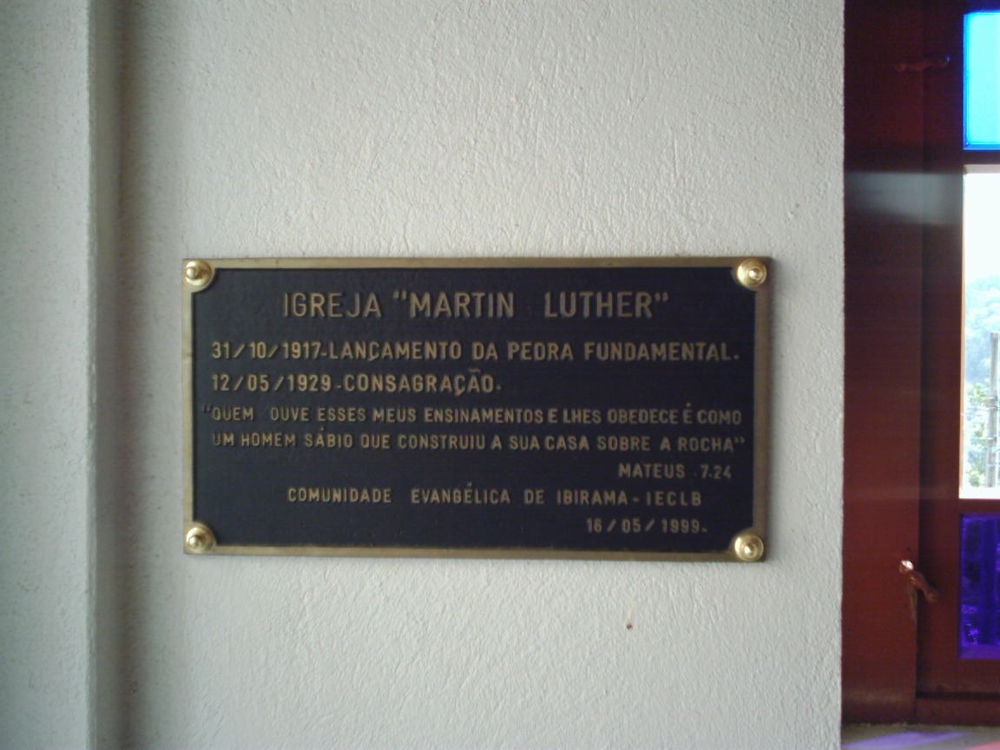 IGREJA "MARTIN LUTHER"
31/10/1917-LANÇAMENTO DA PEDRA FUNDAMENTAL.
12/05/1929-CONSAGRAÇÃO.
"QUEM OUVE ESSES MEUS ENSINAMENTOS E LHES OBEDECE É COMO
UM HOMEM SÁBIO QUE CONSTRUIU A SUA CASA SOBRE A ROCHA"
MATEUS 7.24
COMUNIDADE EVANGÉLICA DE IBIRAMA-IECLB
16/05/1999.